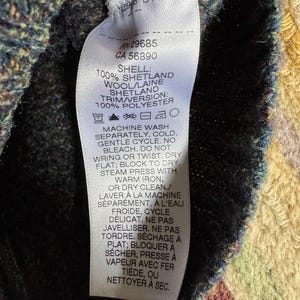 RN 29685
CA 56890
SHELL:
100% SHETLAND
WOOL/LAINE
SHETLAND
TRIM/VERSION:
100% POLYESTER
MACHINE WASH
SEPARATELY, COLD,
GENTLE CYCLE. NO
BLEACH. DO NOT
WRING OR TWIST. DRY
FLAT; BLOCK TO DRY
STEAM PRESS WITH
WARM IRON,
OR DRY CLEAN./
LAVER À LA MACHINE
SÉPARÉMENT, À L'EAU
FROIDE, CYCLE
DÉLICAT. NE PAS
JAVELLISER. NE PAS
TORDRE. SÉCHAGE À
PLAT; BLOQUER À
SÉCHER, PRESSE À
VAPEUR AVEC FER
TIÈDE, OU
NETTOYER À SEC.